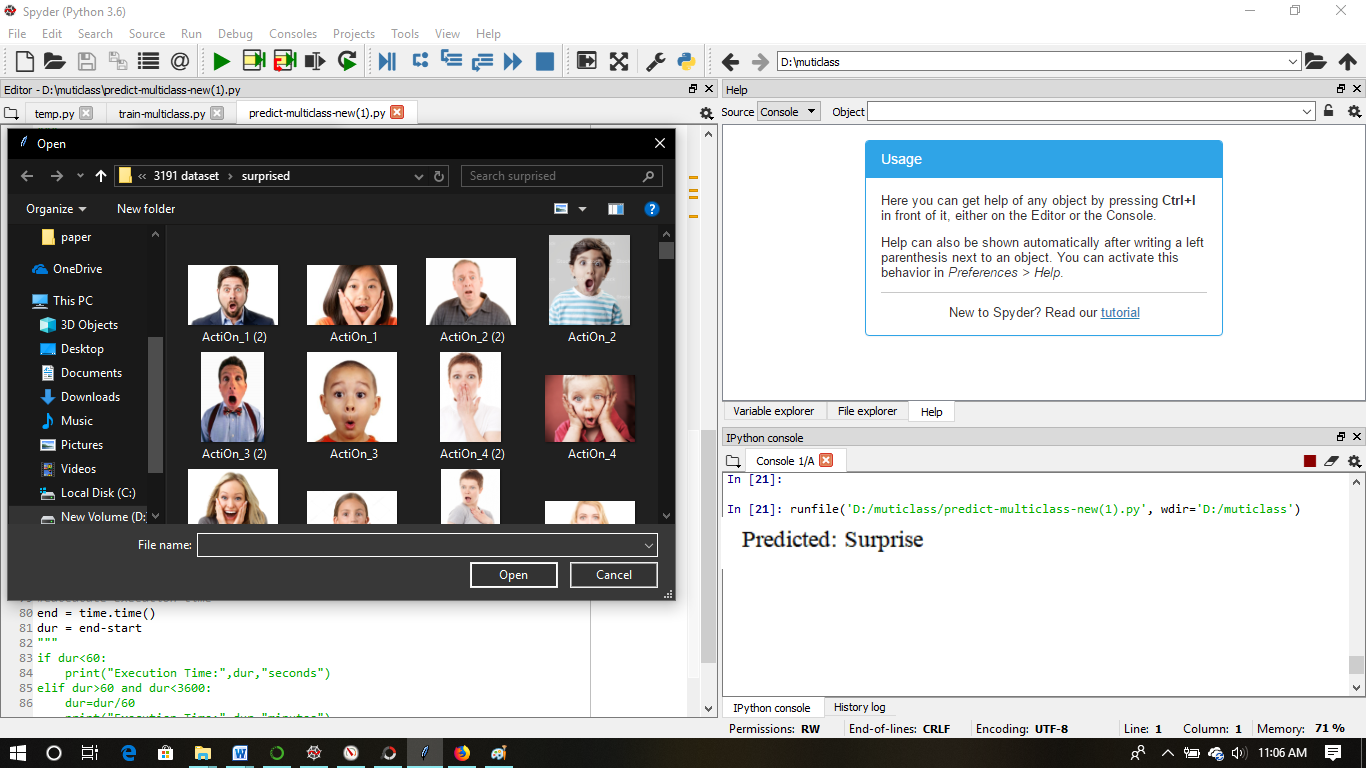 Spyder (Python 3.6)
File Edit Search Source Run Debug Consoles Projects Tools View Help
D:\muticlass
Editor - D:\muticlass\predict-multiclass-new(1).py
temp.py train-multiclass.py predict-multiclass-new(1).py
Open
« 3191 dataset › surprised
Search surprised
Organize New folder
paper
OneDrive
This PC
3D Objects
Desktop
Documents
Downloads
Music
Pictures
Videos
Local Disk (C:)
New Volume (D:
ActiOn_1 (2) ActiOn_1 ActiOn_2 (2) ActiOn_2
ActiOn_3 (2) ActiOn_3 ActiOn_4 (2) ActiOn_4
File name:
Open Cancel
80 end = time.time()
81 dur = end-start
82 """
83 if dur<60:
84 print("Execution Time:",dur,"seconds")
85 elif dur>60 and dur<3600:
86 dur=dur/60
print("Execution Time:",dur,"minutes")
Help
Source Console Object
Usage
Here you can get help of any object by pressing Ctrl+I
in front of it, either on the Editor or the Console.
Help can also be shown automatically after writing a left
parenthesis next to an object. You can activate this
behavior in Preferences > Help.
New to Spyder? Read our tutorial
Variable explorer File explorer Help
IPython console
Console 1/A
In [21]:
In [21]: runfile('D:/muticlass/predict-multiclass-new(1).py', wdir='D:/muticlass')
Predicted: Surprise
IPython console History log
Permissions: RW End-of-lines: CRLF Encoding: UTF-8 Line: 1 Column: 1 Memory: 71 %
11:06 AM